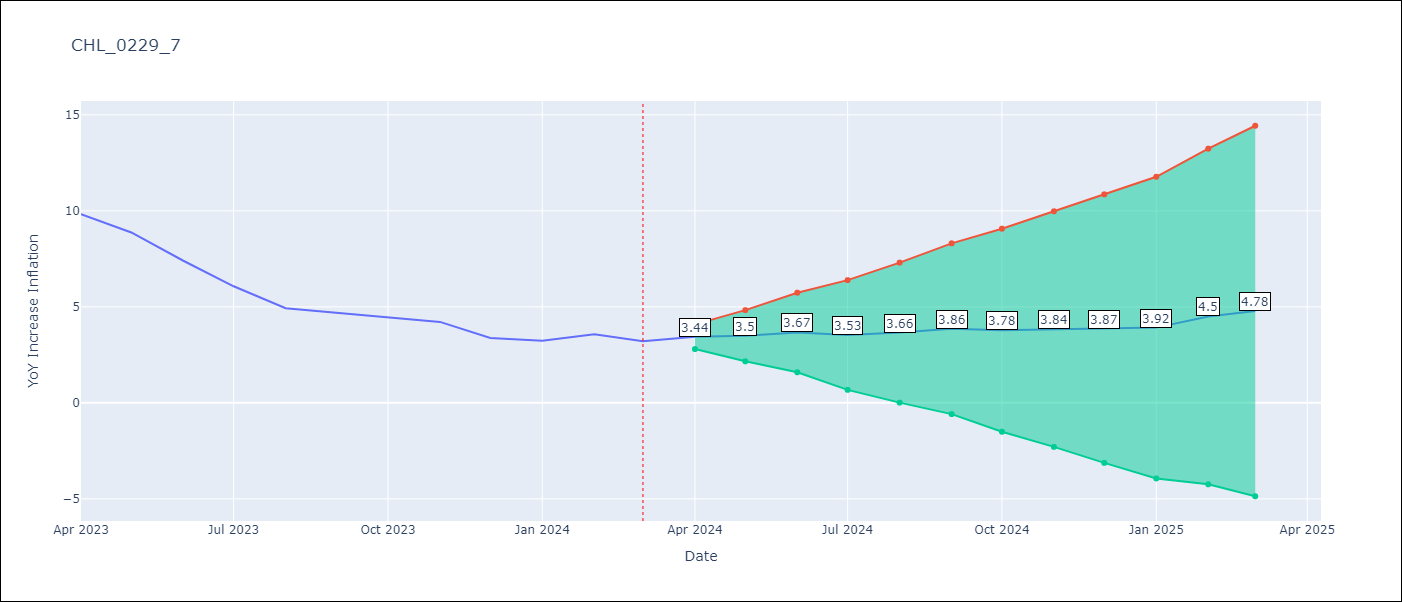 CHL_0229_7
15
10
5
0
−5
YoY Increase Inflation
3.44
3.5
3.67
3.53
3.66
3.86
3.78
3.84
3.87
3.92
4.5
4.78
Apr 2023
Jul 2023
Oct 2023
Jan 2024
Apr 2024
Jul 2024
Oct 2024
Jan 2025
Apr 2025
Date